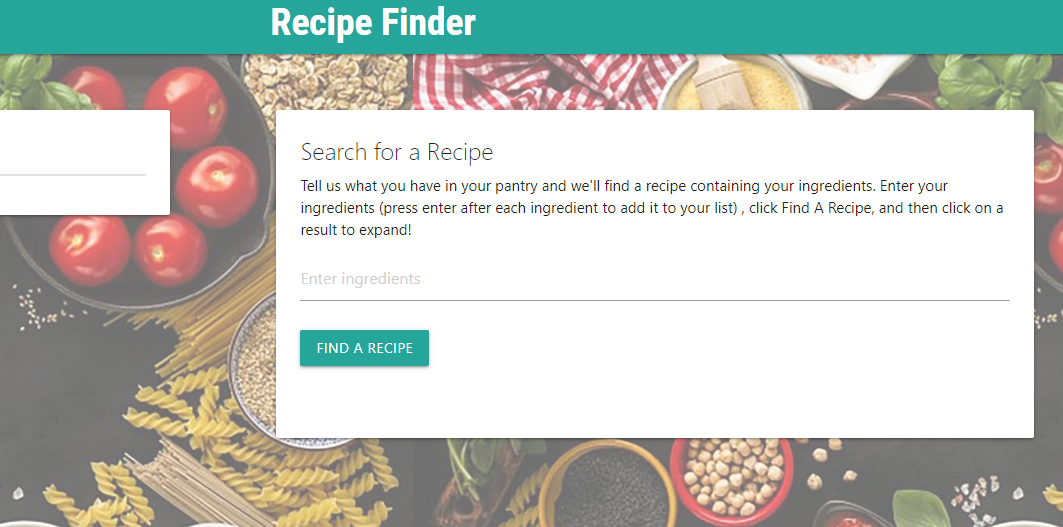 Recipe Finder
Search for a Recipe
Tell us what you have in your pantry and we'll find a recipe containing your ingredients. Enter your
ingredients (press enter after each ingredient to add it to your list) , click Find A Recipe, and then click on a
result to expand!
Enter ingredients
FIND A RECIPE